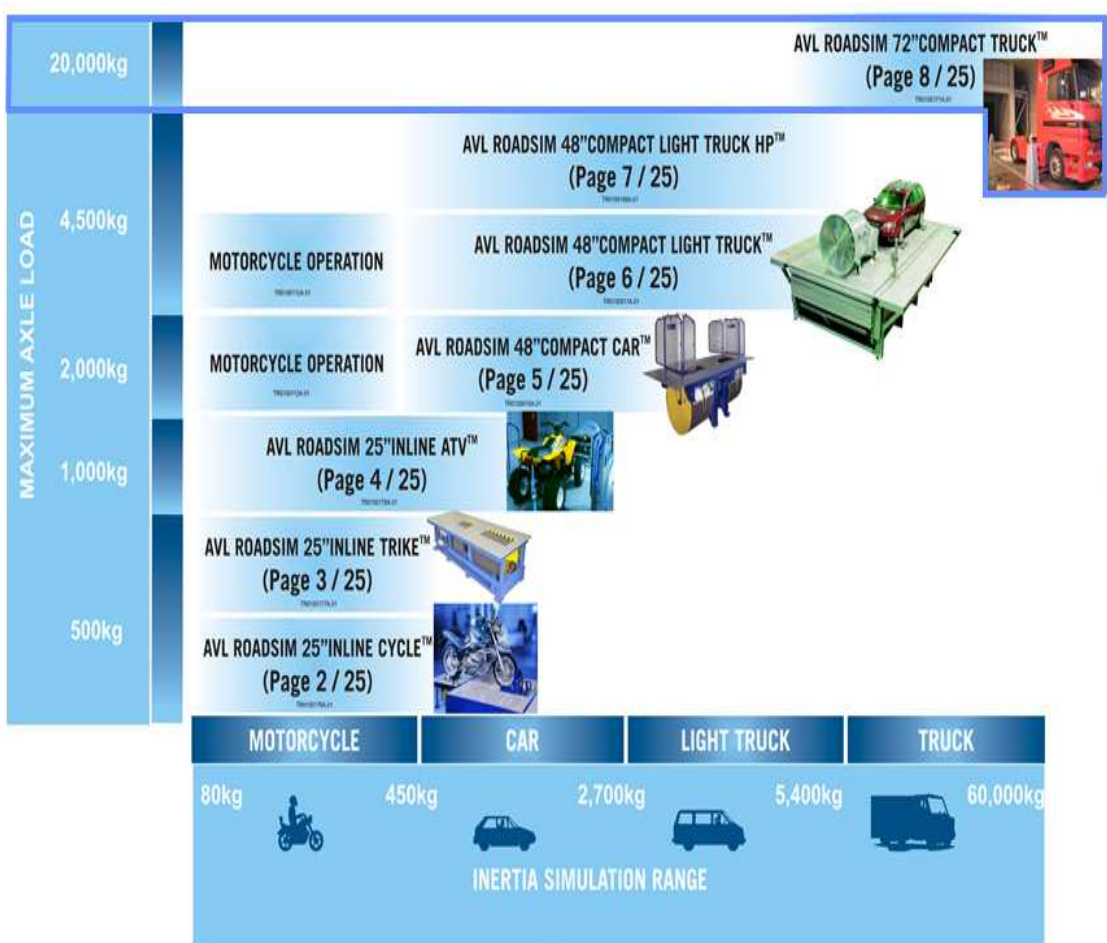 20,000kg
AVL ROADSIM 72”COMPACT TRUCK™
(Page 8 / 25)
AVL ROADSIM 48”COMPACT LIGHT TRUCK HP™
(Page 7 / 25)
4,500kg
MOTORCYCLE OPERATION
AVL ROADSIM 48”COMPACT LIGHT TRUCK™
(Page 6 / 25)
2,000kg
MOTORCYCLE OPERATION
AVL ROADSIM 48”COMPACT CAR™
(Page 5 / 25)
MAXIMUM AXLE LOAD
1,000kg
AVL ROADSIM 25”INLINE ATV™
(Page 4 / 25)
AVL ROADSIM 25”INLINE TRIKE™
(Page 3 / 25)
500kg
AVL ROADSIM 25”INLINE CYCLE™
(Page 2 / 25)
MOTORCYCLE CAR LIGHT TRUCK TRUCK
80kg 450kg 2,700kg 5,400kg 60,000kg
INERTIA SIMULATION RANGE